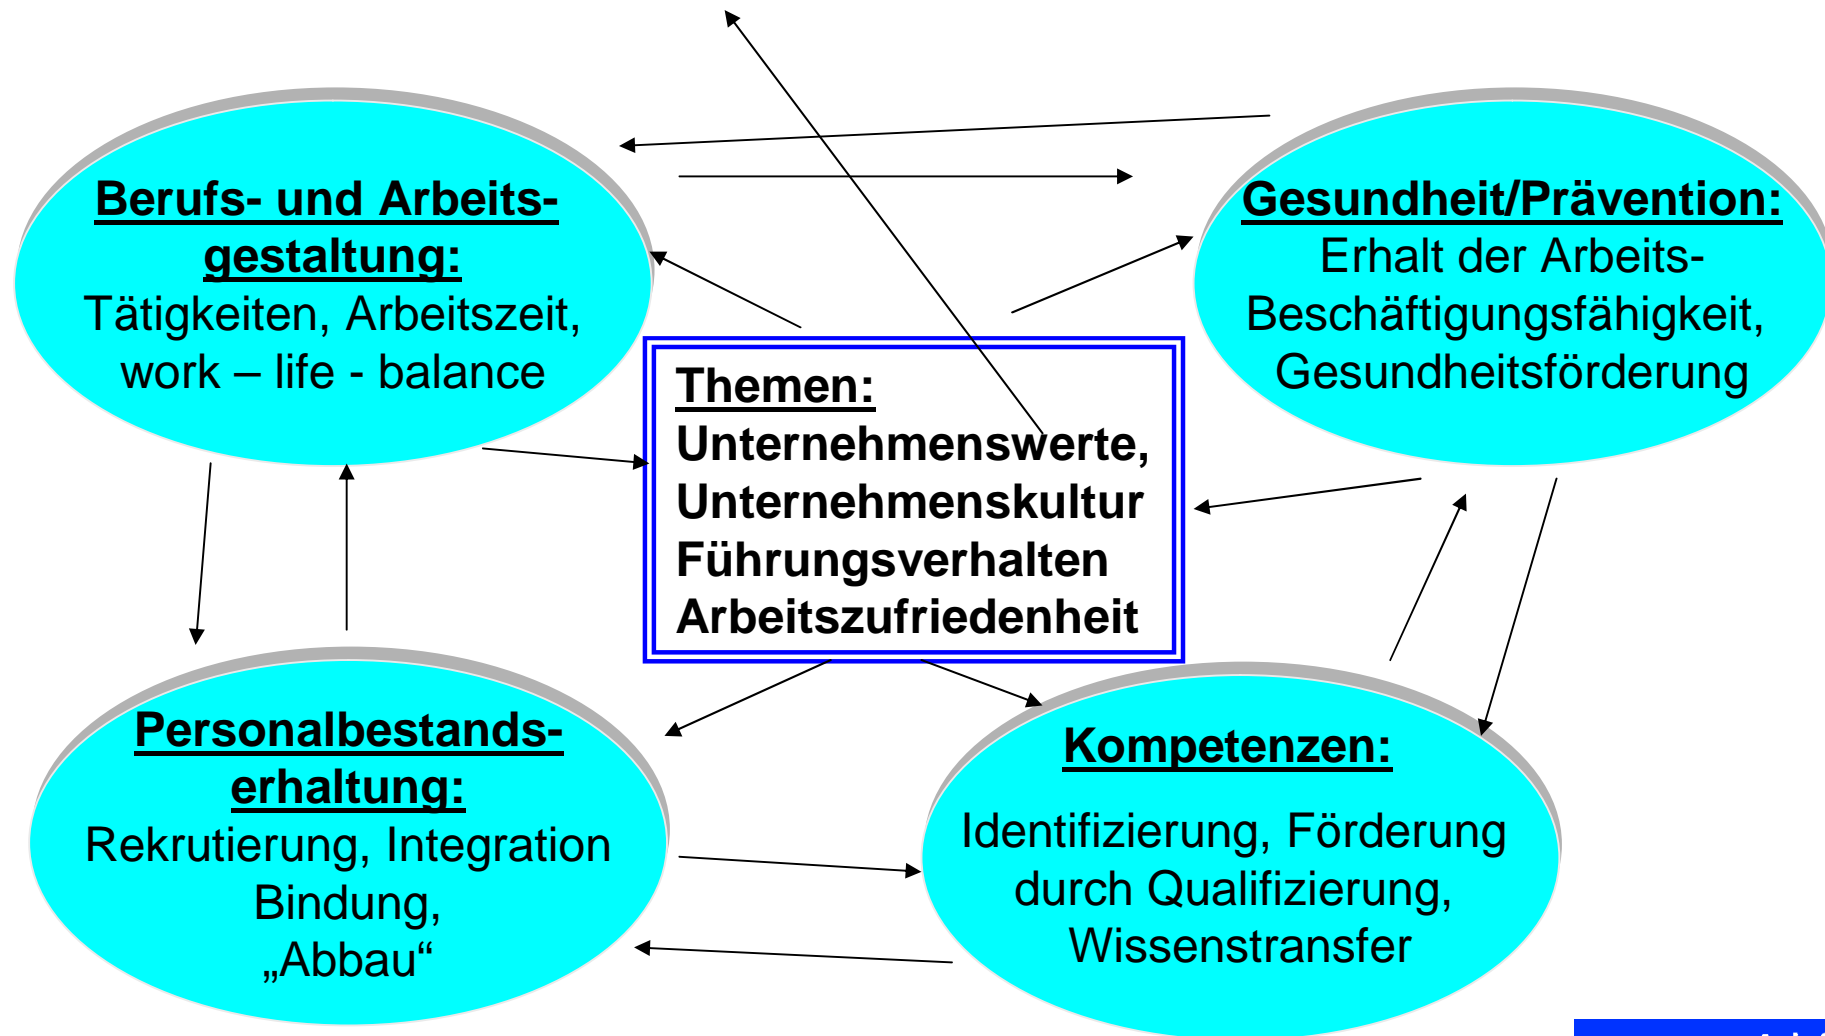 Berufs- und Arbeits-
gestaltung:
Tätigkeiten, Arbeitszeit,
work – life - balance
Gesundheit/Prävention:
Erhalt der Arbeits-
Beschäftigungsfähigkeit,
Gesundheitsförderung
Themen:
Unternehmenswerte,
Unternehmenskultur
Führungsverhalten
Arbeitszufriedenheit
Personalbestands-
erhaltung:
Rekrutierung, Integration
Bindung,
„Abbau“
Kompetenzen:
Identifizierung, Förderung
durch Qualifizierung,
Wissenstransfer